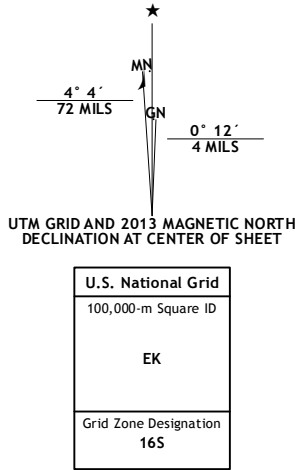 ★
MN
4° 4´
72 MILS
GN
0° 12´
4 MILS
UTM GRID AND 2013 MAGNETIC NORTH
DECLINATION AT CENTER OF SHEET
U.S. National Grid
100,000-m Square ID
EK
Grid Zone Designation
16S